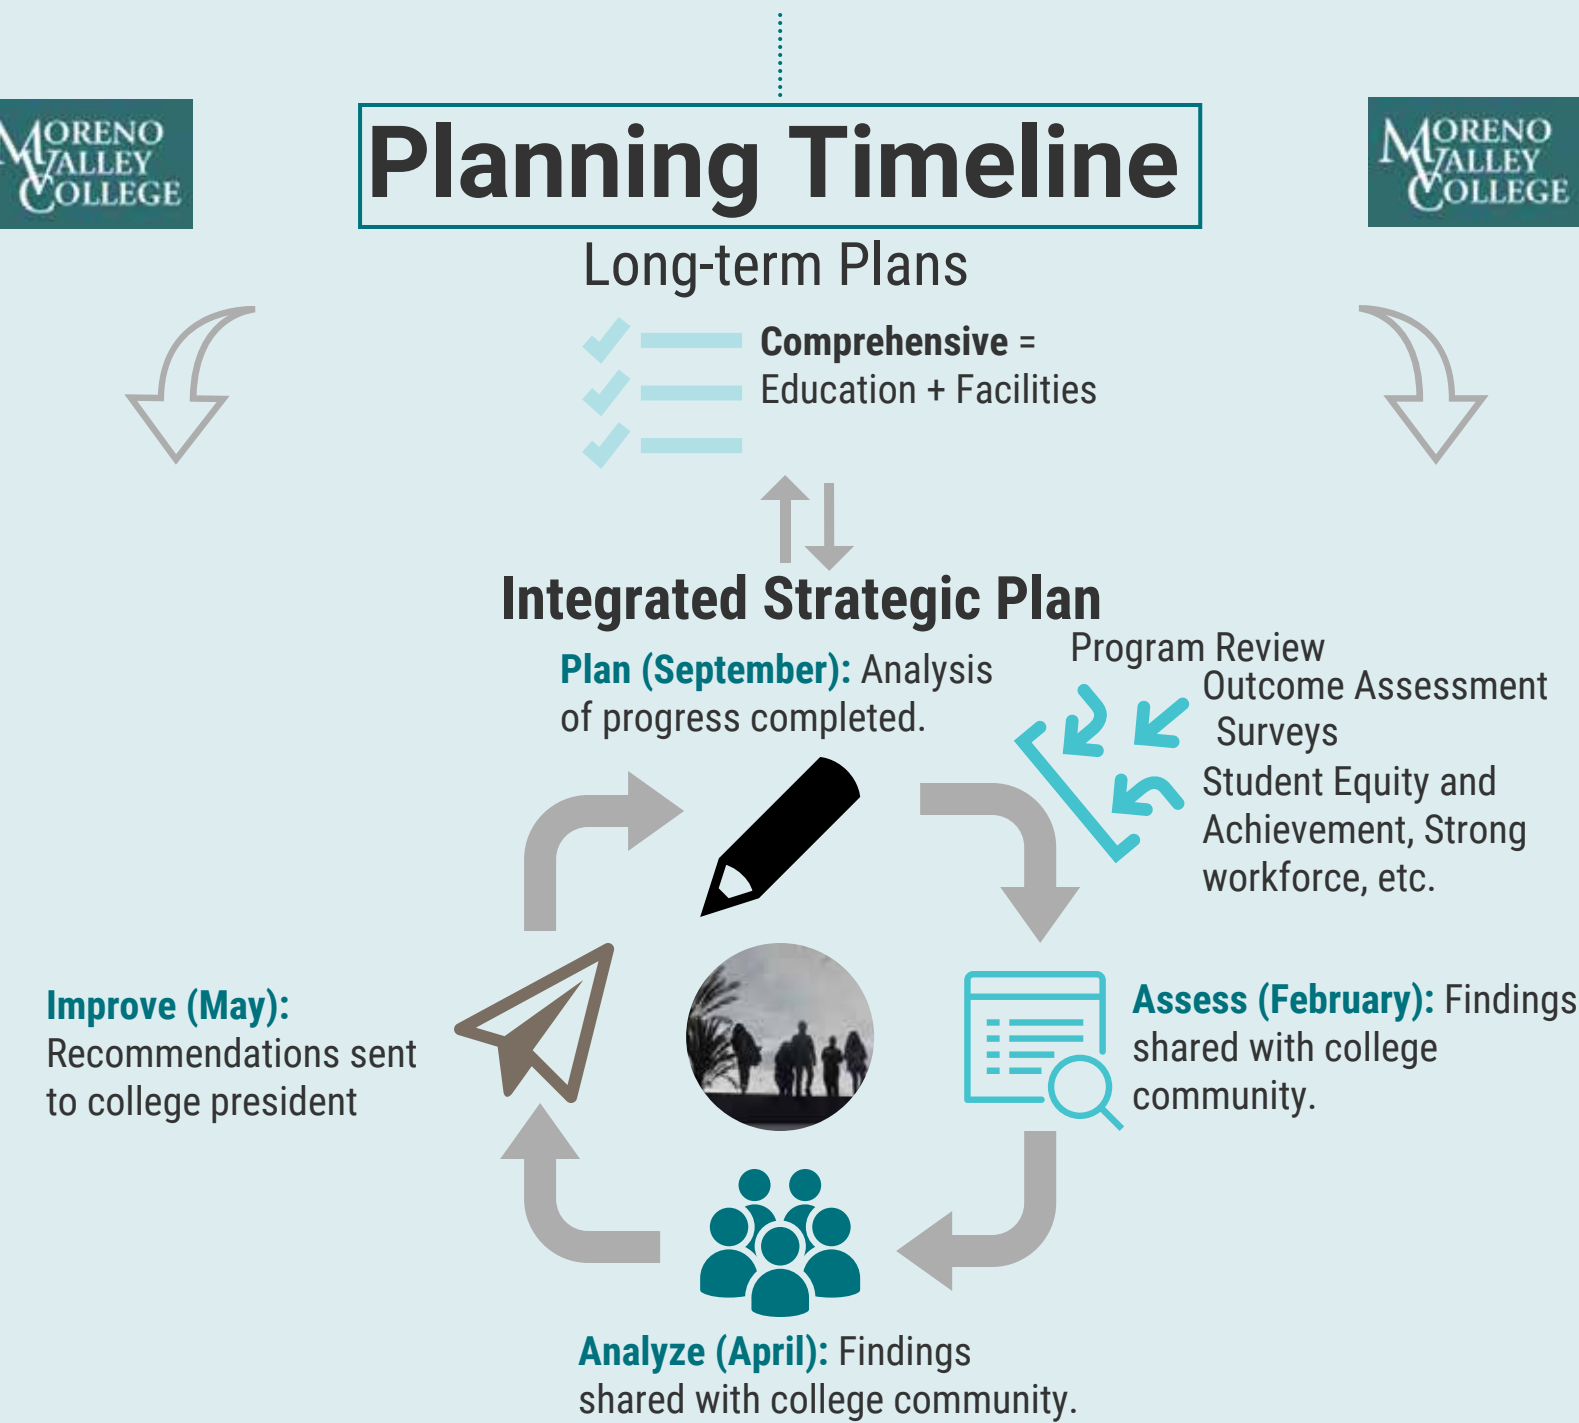 MORENO
VALLEY
COLLEGE
Planning Timeline
MORENO
VALLEY
COLLEGE
Long-term Plans
Comprehensive =
Education + Facilities
Integrated Strategic Plan
Plan (September): Analysis
of progress completed.
Program Review
Outcome Assessment
Surveys
Student Equity and
Achievement, Strong
workforce, etc.
Improve (May):
Recommendations sent
to college president
Assess (February): Findings
shared with college
community.
Analyze (April): Findings
shared with college community.